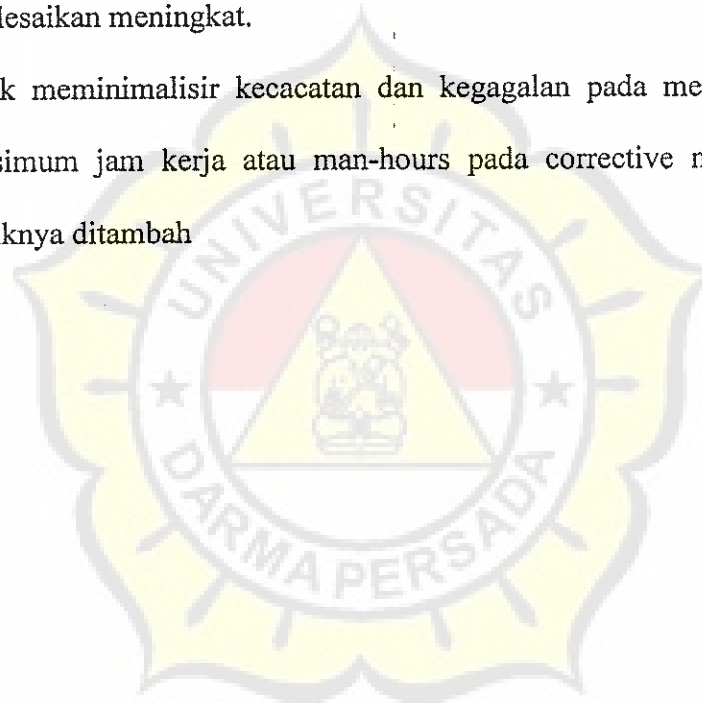 lesaikan meningkat.
k meminimalisir kecacatan dan kegagalan pada me
simum jam kerja atau man-hours pada corrective m
iknya ditambah
UNIVERSITAS
DARMA PERSADA